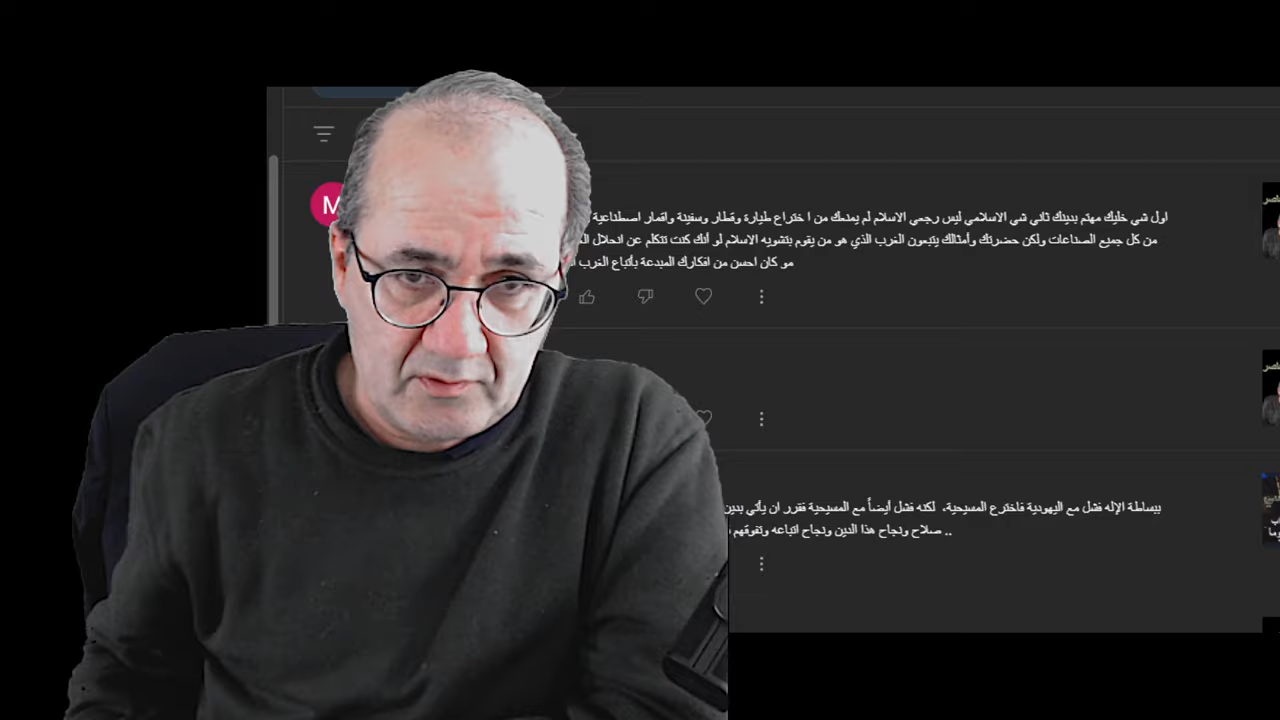 M
اول شي خليك مهتم بدينك ثاني شي الاسلامي ليس رجعي الاسلام لم يمنعك من ا ختراع طيارة وقطار وسفينة واقمار اصطناعية
من كل جميع الصناعات ولكن حضرتك وأمثالك يتبعون الغرب الذي هو من يقوم بتشويه الاسلام لو أنك كنت تتكلم عن انحلال
مو كان احسن من افكارك المبدعة بأتباع الغرب
ببساطة الإله فشل مع اليهودية فاخترع المسيحية، لكنه فشل أيضاً مع المسيحية فقرر ان يأتي بدين
صلاح ونجاح هذا الدين ونجاح اتباعه وتفوقهم ..